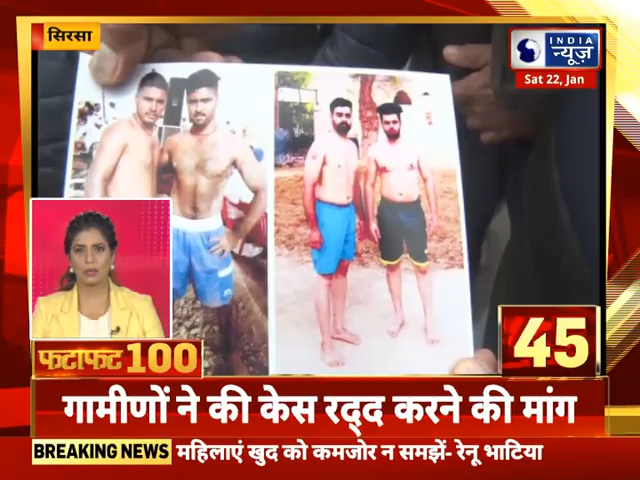 सिरसा
INDIA
न्यूज़
Sat 22, Jan
फटाफट 100
45
गामीणों ने की केस रद्द करने की मांग
BREAKING NEWS महिलाएं खुद को कमजोर न समझें- रेनू भाटिया